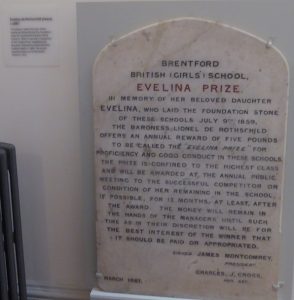 BRENTFORD
BRITISH (GIRLS') SCHOOL,
EVELINA PRIZE.
IN MEMORY OF HER BELOVED DAUGHTER
EVELINA, WHO LAID THE FOUNDATION STONE
OF THESE SCHOOLS JULY 9TH, 1859,
THE BARONESS LIONEL DE ROTHSCHILD
OFFERS AN ANNUAL REWARD OF FIVE POUNDS
TO BE CALLED THE "EVELINA PRIZE" FOR
PROFICIENCY AND GOOD CONDUCT IN THESE SCHOOLS
THE PRIZE IS CONFINED TO THE HIGHEST CLASS
AND WILL BE AWARDED AT THE ANNUAL PUBLIC
MEETING TO THE SUCCESSFUL COMPETITOR ON
CONDITION OF HER REMAINING IN THE SCHOOL,
IF POSSIBLE, FOR 12 MONTHS, AT LEAST, AFTER
THE AWARD. THE MONEY WILL REMAIN IN
THE HANDS OF THE MANAGERS UNTIL SUCH
TIME AS IN THEIR DISCRETION WILL BE FOR
THE BEST INTEREST OF THE WINNER THAT
IT SHOULD BE PAID OR APPROPRIATED.
SIGNED JAMES MONTGOMREY,
PRESIDENT.
CHARLES. J. CROSS,
HON. SEC.
MARCH 1867.